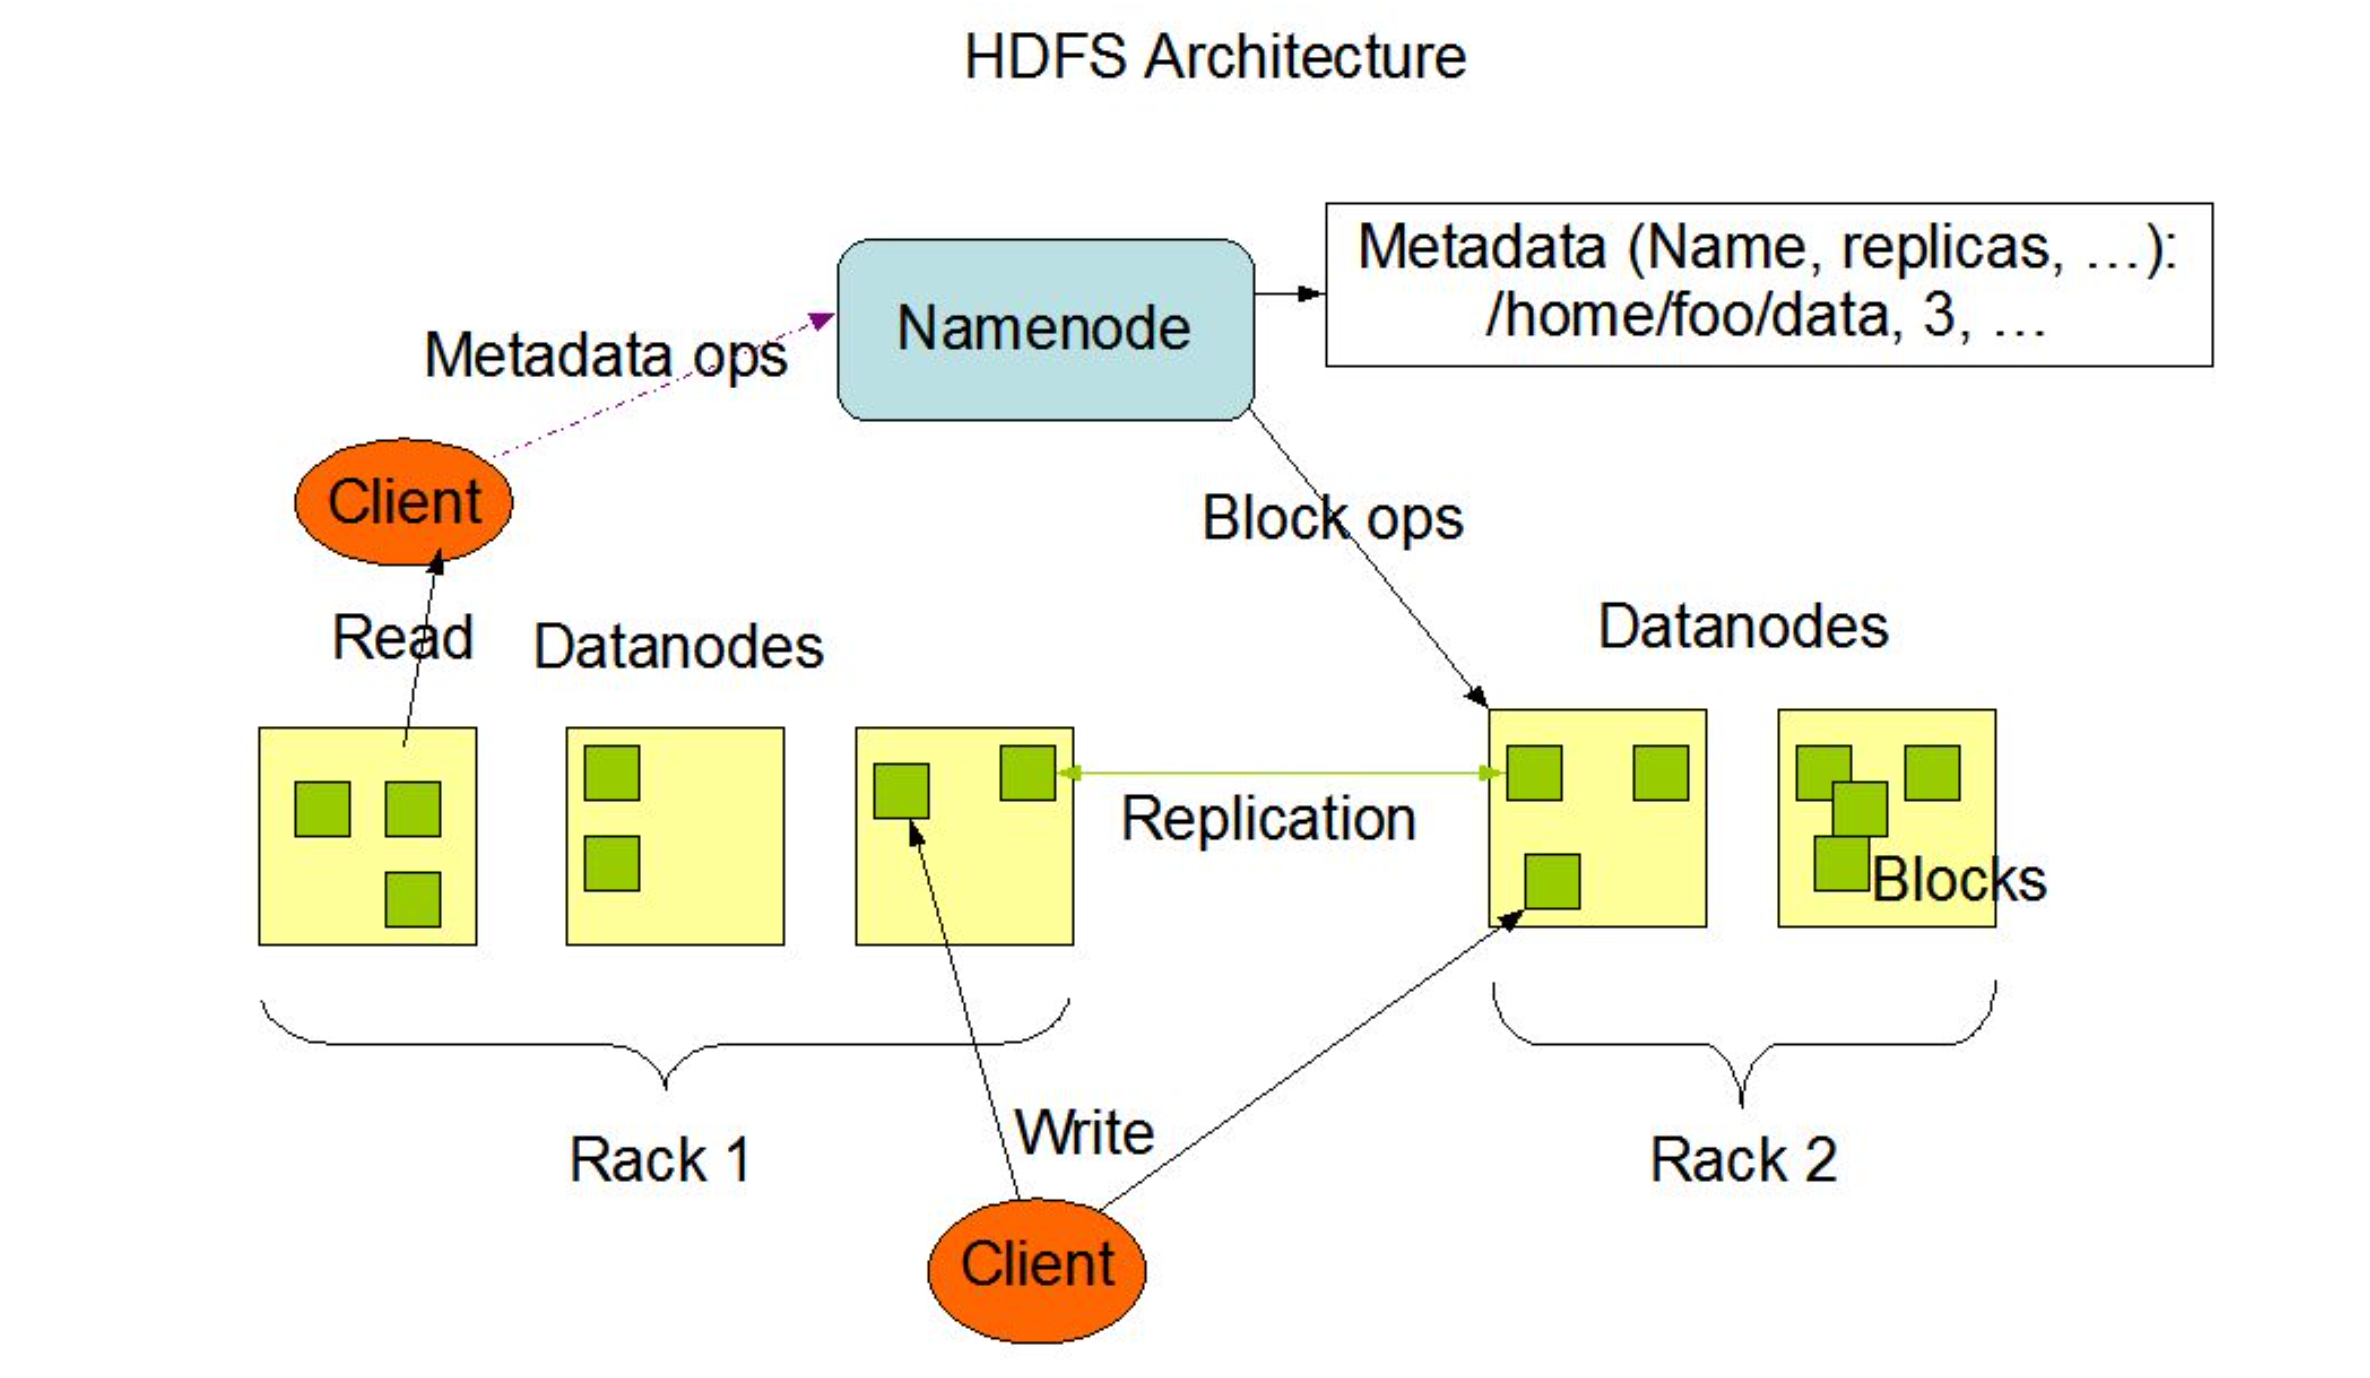 HDFS Architecture
Metadata (Name, replicas, ...):
/home/foo/data, 3, ...
Namenode
Metadata ops
Client
Block ops
Read
Datanodes
Datanodes
Replication
Blocks
Write
Rack 1
Rack 2
Client